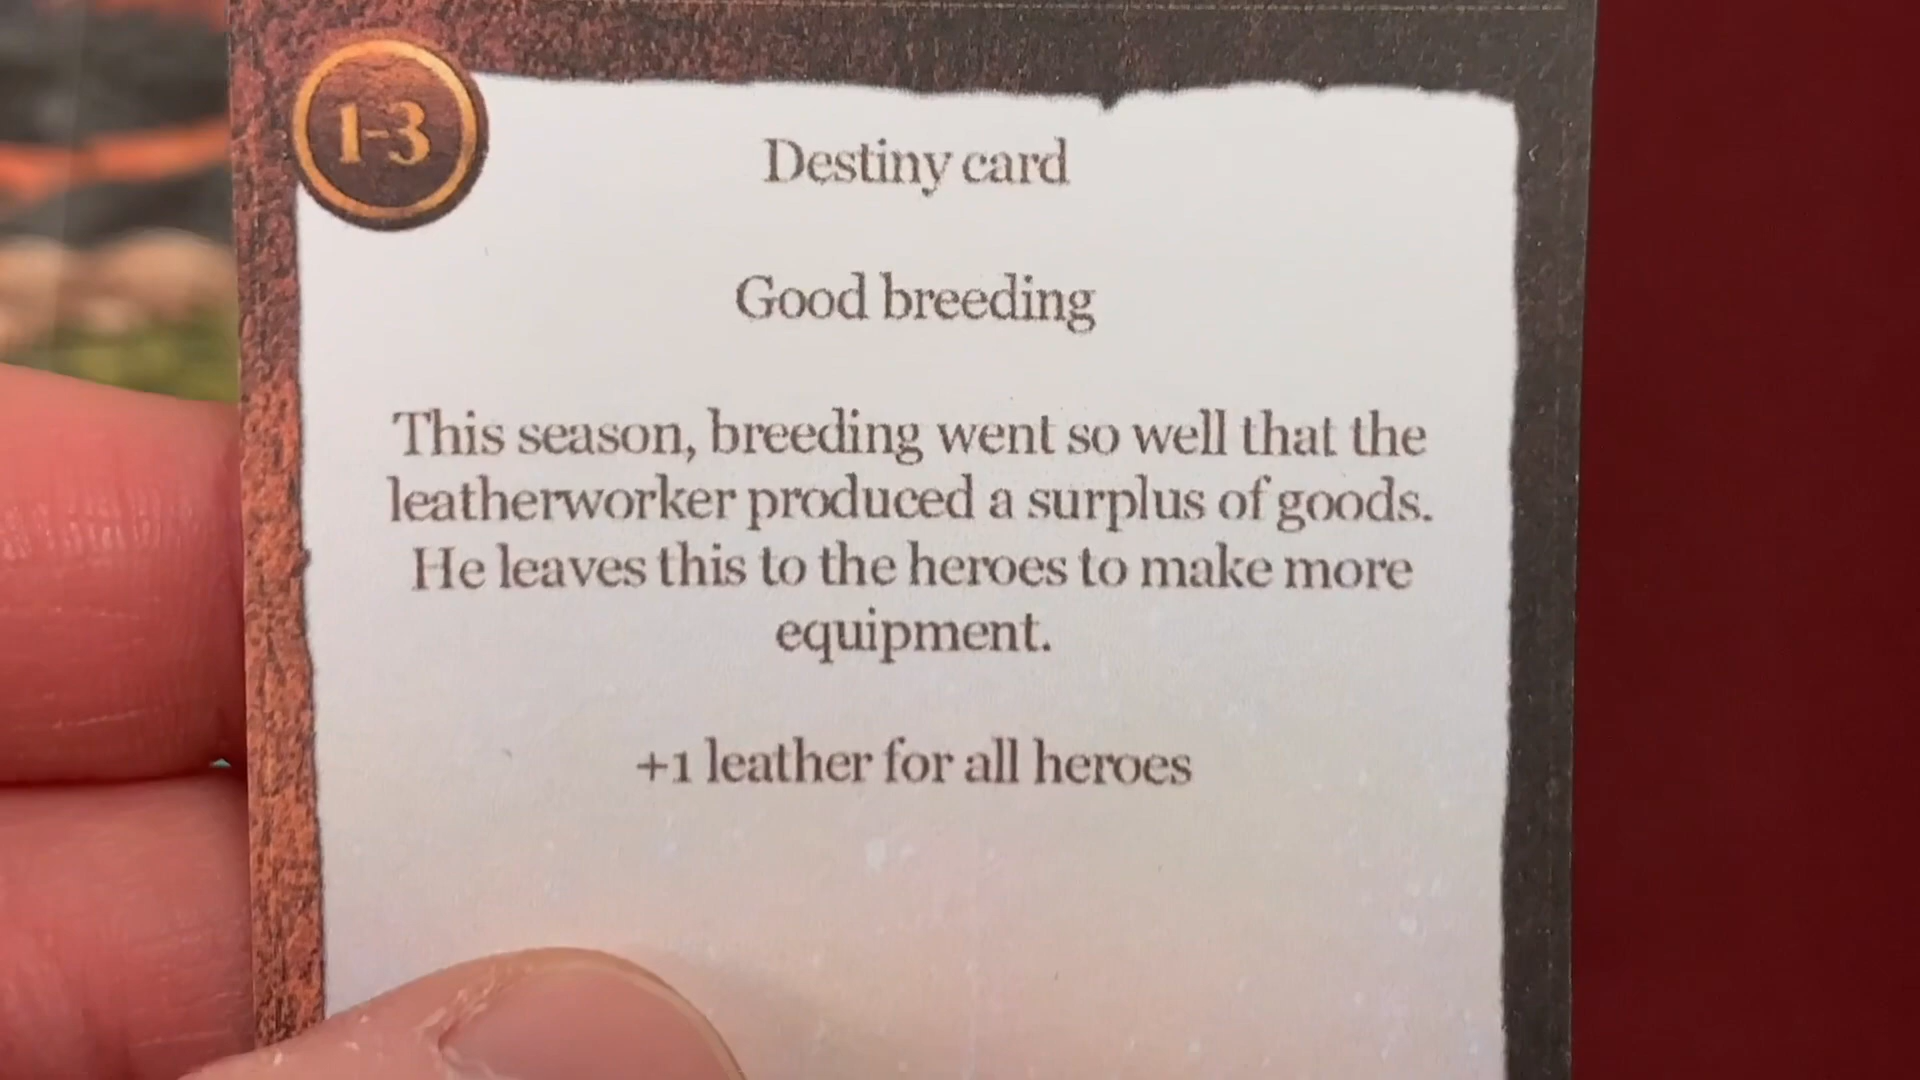 1-3
Destiny card
Good breeding
This season, breeding went so well that the
leatherworker produced a surplus of goods.
He leaves this to the heroes to make more
equipment.
+1 leather for all heroes